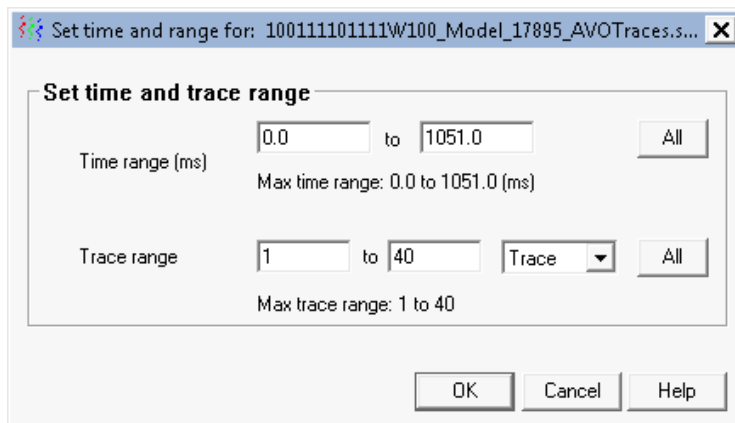 Set time and range for: 100111101111W100_Model_17895_AVOTraces.s...
Set time and trace range
Time range (ms) 0.0 to 1051.0 All
Max time range: 0.0 to 1051.0 (ms)
Trace range 1 to 40 Trace All
Max trace range: 1 to 40
OK Cancel Help